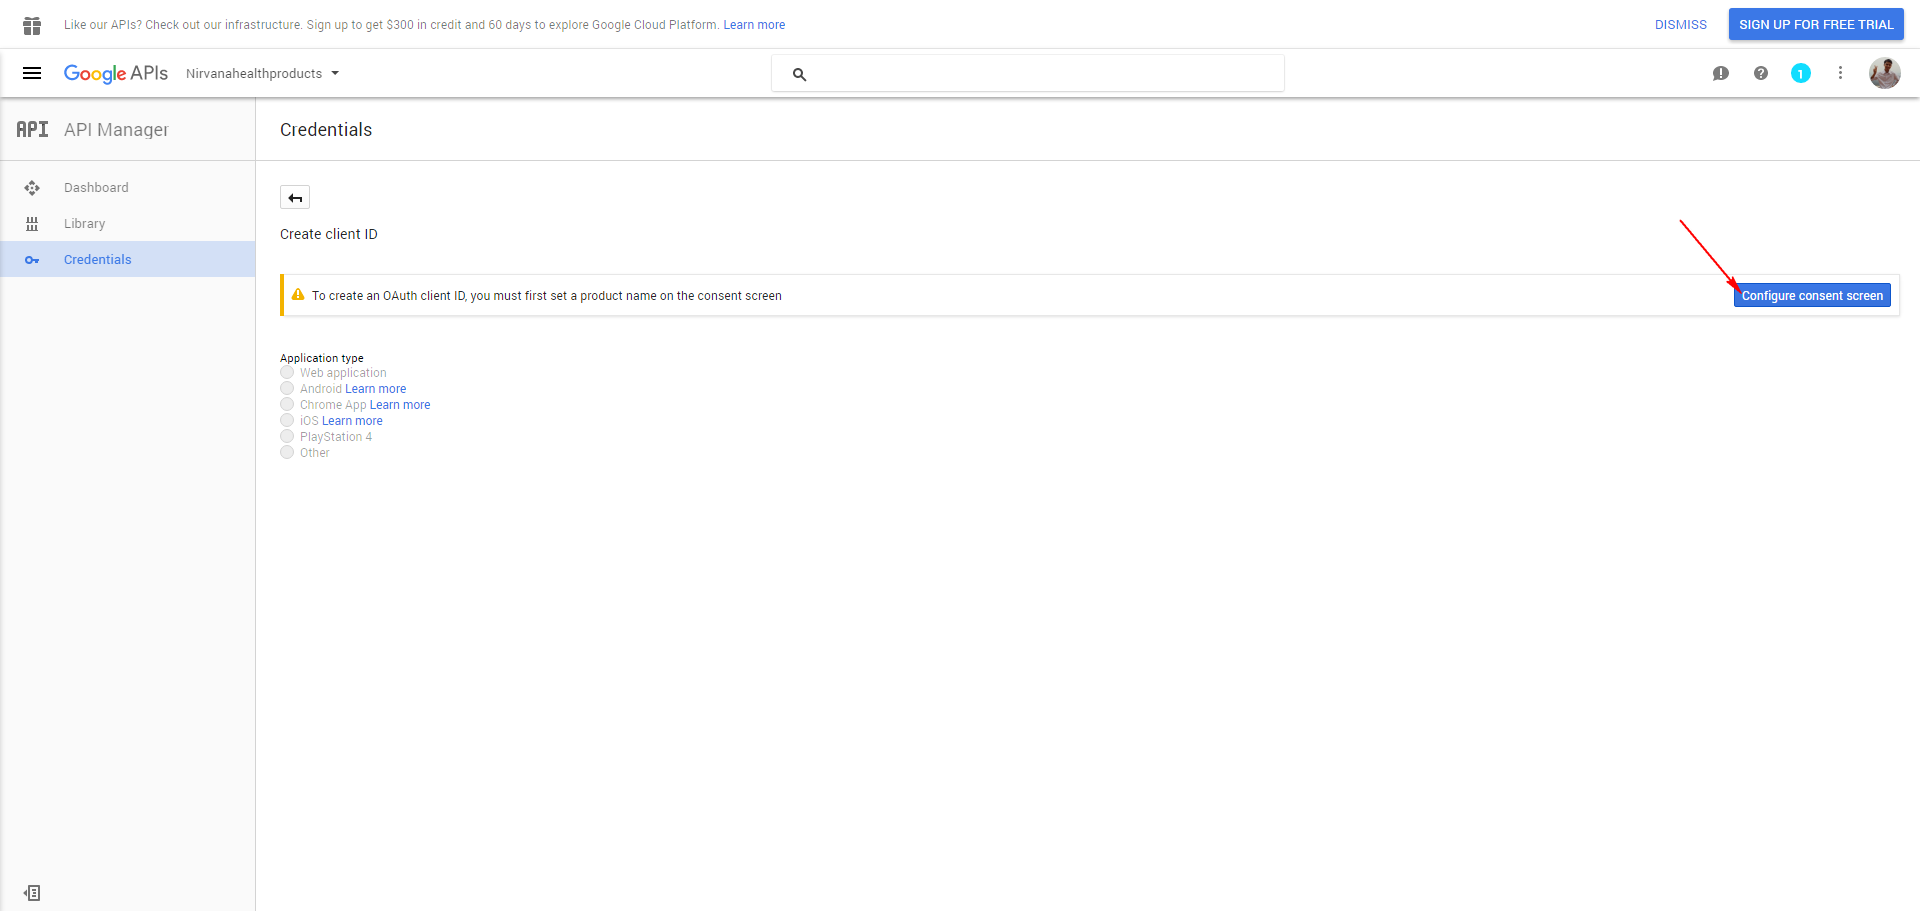 Like our APIs? Check out our infrastructure. Sign up to get $300 in credit and 60 days to explore Google Cloud Platform. Learn more
DISMISS
SIGN UP FOR FREE TRIAL
Google APIs
Nirvanahealthproducts
1
API
API Manager
Credentials
Dashboard
Library
Credentials
Create client ID
To create an OAuth client ID, you must first set a product name on the consent screen
Configure consent screen
Application type
Web application
Android Learn more
Chrome App Learn more
iOS Learn more
PlayStation 4
Other